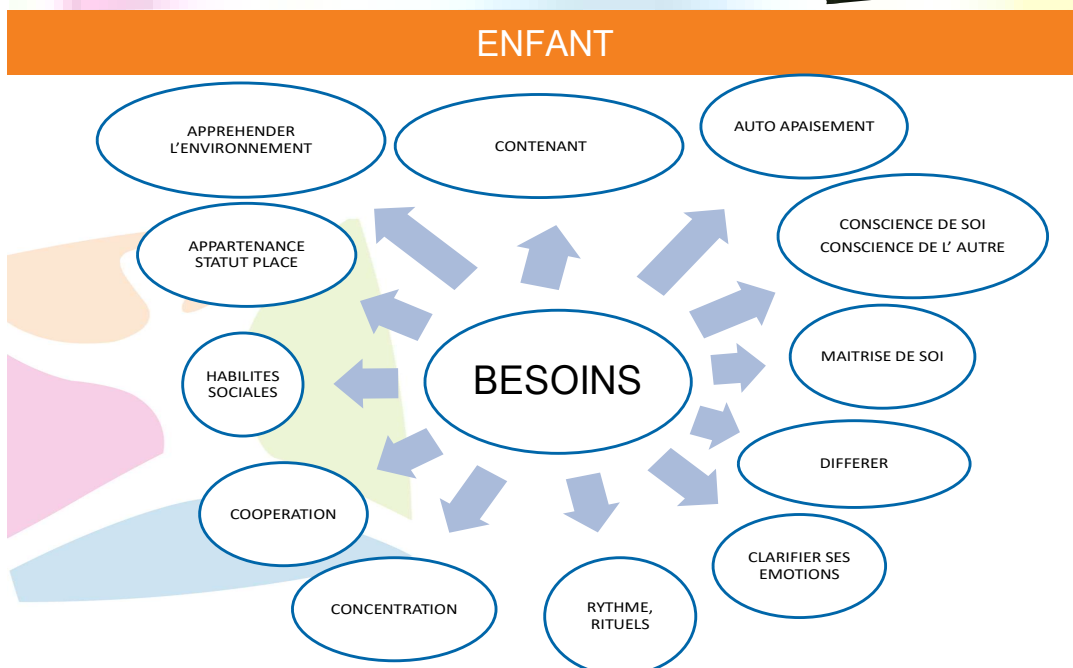 ENFANT
APPREHENDER
L'ENVIRONNEMENT
CONTENANT
AUTO APAISEMENT
CONSCIENCE DE SOI
CONSCIENCE DE L' AUTRE
APPARTENANCE
STATUT PLACE
MAITRISE DE SOI
HABILITES
SOCIALES
BESOINS
DIFFERER
COOPERATION
CLARIFIER SES
EMOTIONS
CONCENTRATION
RYTHME,
RITUELS